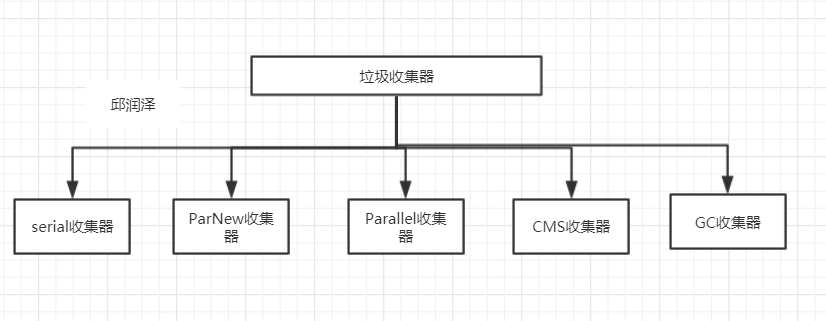 垃圾收集器
邱润泽
serial收集器
ParNew收集
器
Parallel收集
器
CMS收集器
GC收集器